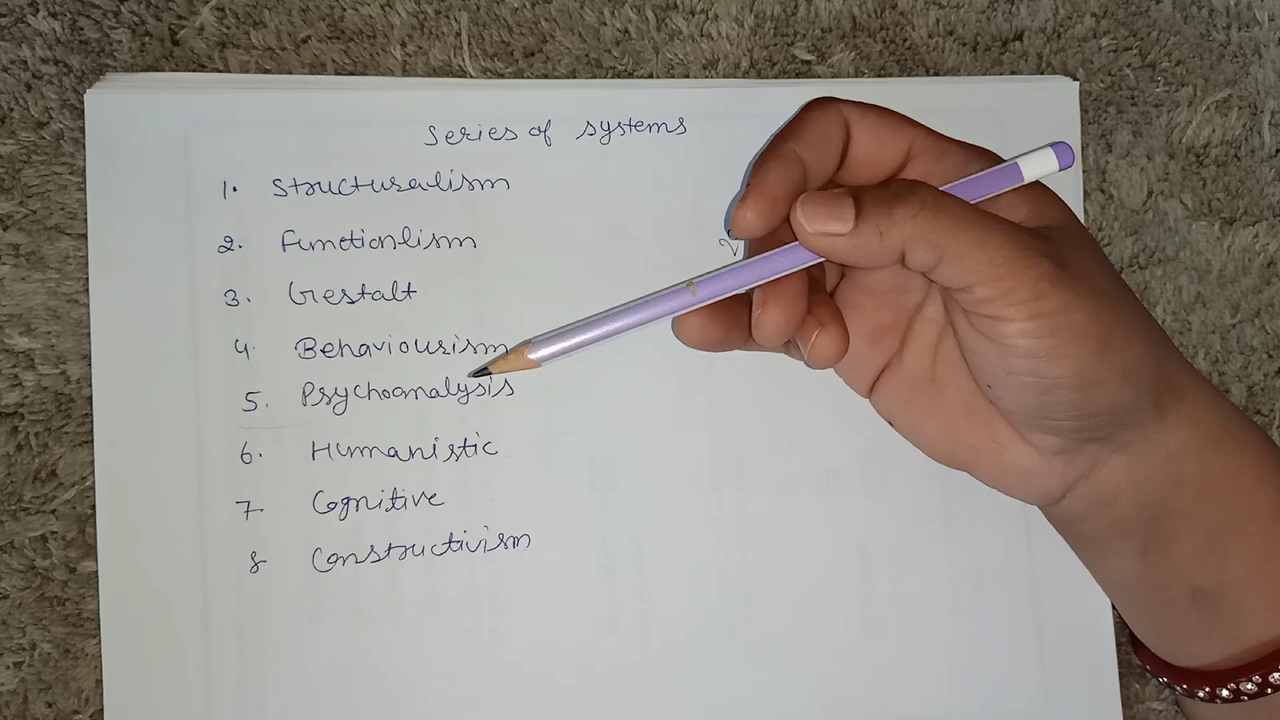 Series of systems
1. Structuralism
2. Functionlism
3. Gestalt
4. Behaviourism
5. Psychoanalysis
6. Humanistic
7 Cognitive
8 Constructivism